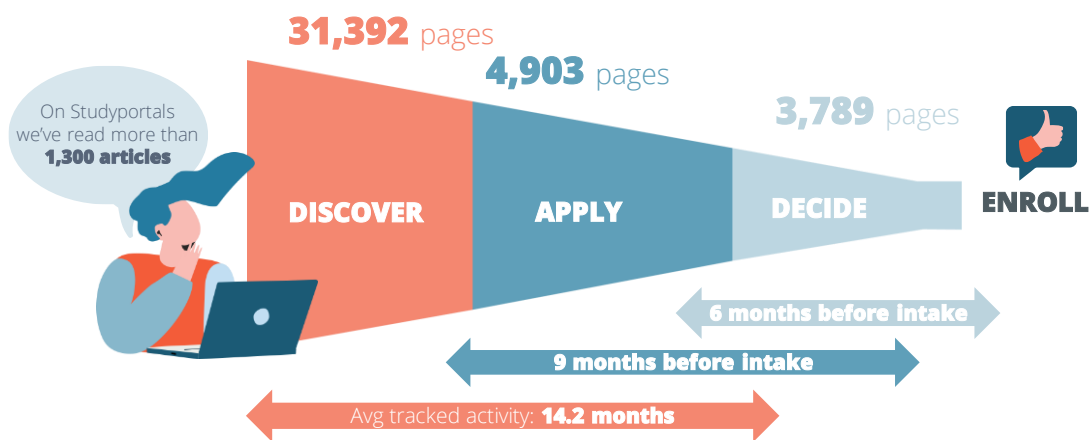 31,392 pages
4,903 pages
3,789 pages
On Studyportals
we've read more than
1,300 articles
DISCOVER
APPLY
DECIDE
ENROLL
6 months before intake
9 months before intake
Avg tracked activity: 14.2 months